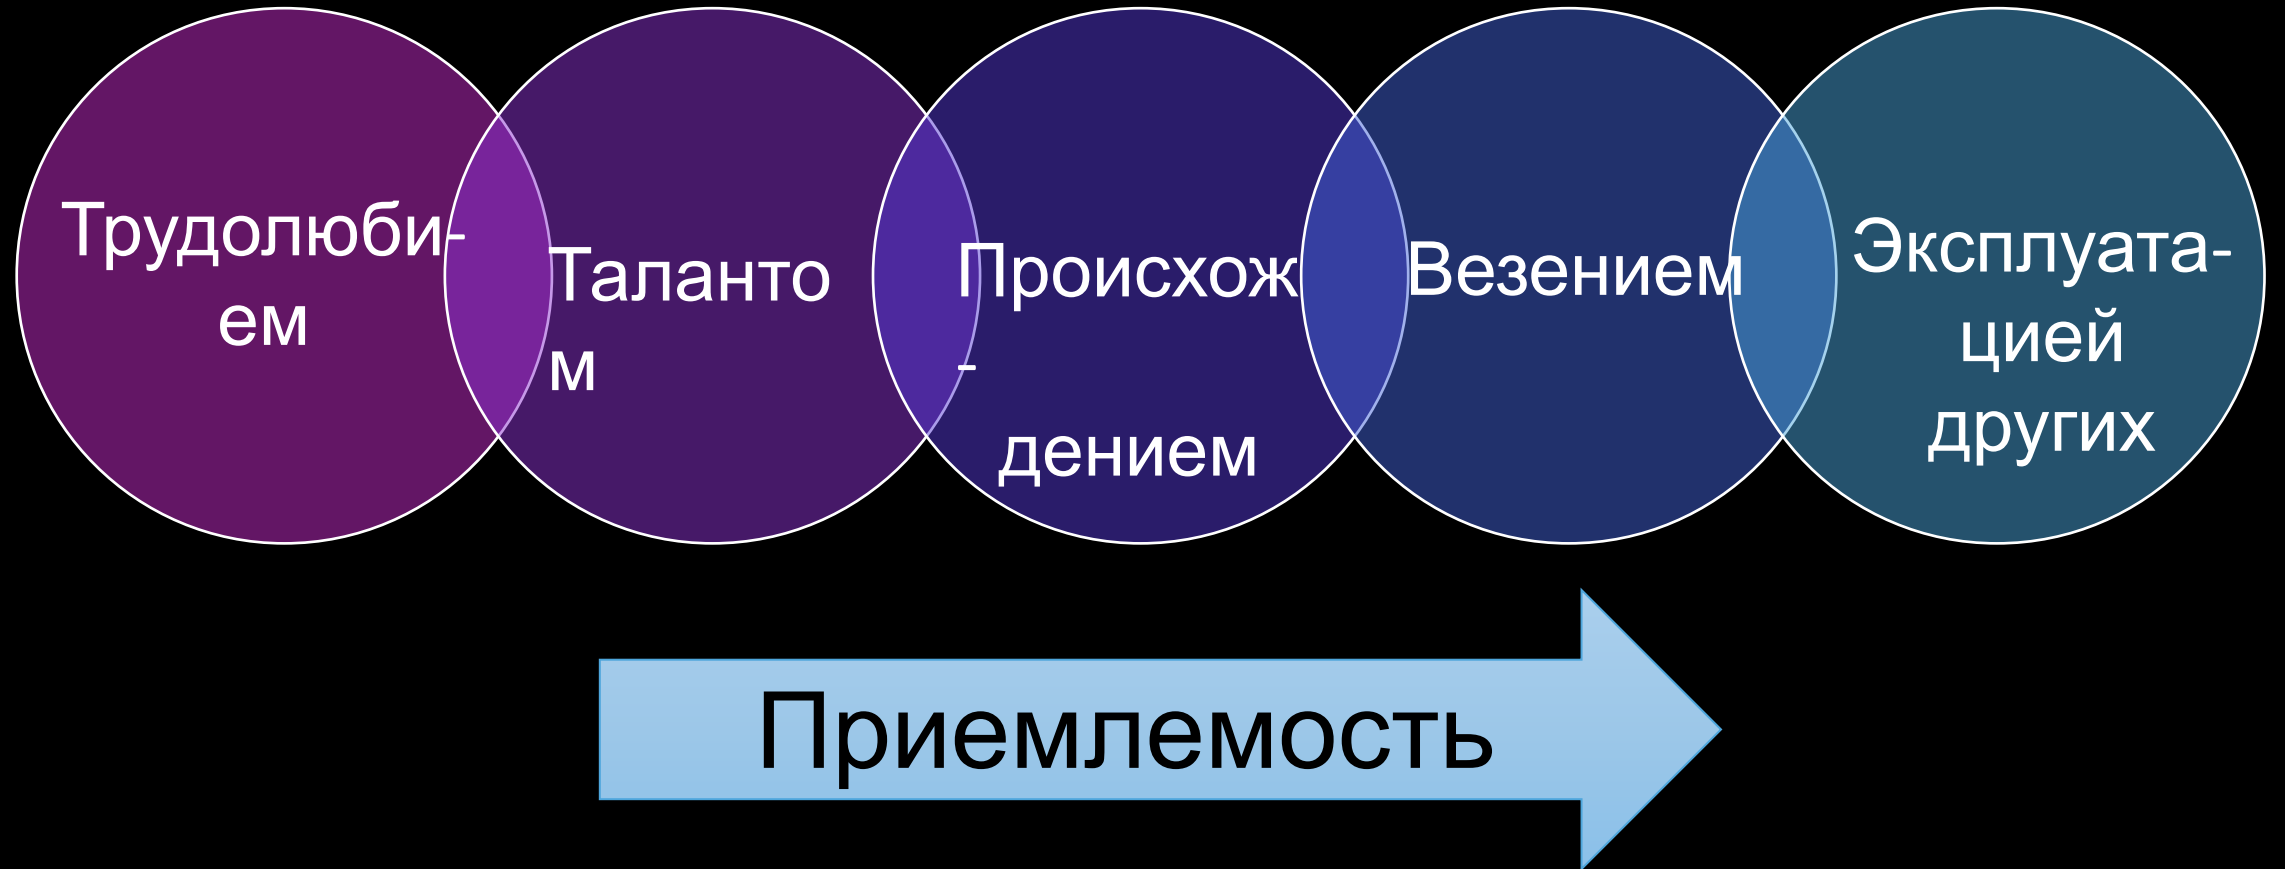 Трудолюби-
ем
Таланто
м
Происхож
-
дением
Везением
Эксплуата-
цией
других
Приемлемость